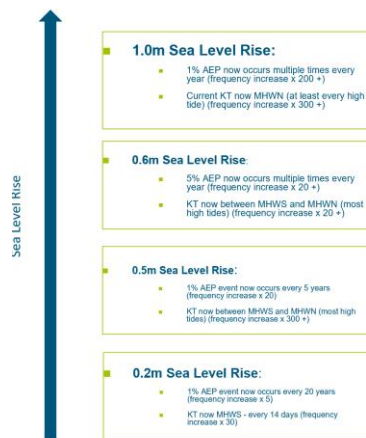 Sea Level Rise
1.0m Sea Level Rise:
1% AEP now occurs multiple times every
year (frequency increase x 200 +)
Current KT now MHWN (at least every high
tide) (frequency increase x 300 +)
0.6m Sea Level Rise:
5% AEP now occurs multiple times every
year (frequency increase x 20 +)
KT now between MHWS and MHWN (most
high tides) (frequency increase x 20 +)
0.5m Sea Level Rise:
1% AEP event now occurs every 5 years
(frequency increase x 20)
KT now between MHWS and MHWN (most high
tides) (frequency increase x 300 +)
0.2m Sea Level Rise:
1% AEP event now occurs every 20 years
(frequency increase x 5)
KT now MHWS - every 14 days (frequency
increase x 30)